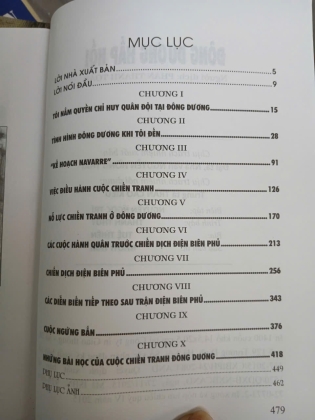 MỤC LỤC
LỜI NHÀ XUẤT BẢN 5
LỜI NÓI ĐẦU 9
CHƯƠNG I
TÔI NẮM QUYỀN CHỈ HUY QUÂN ĐỘI TẠI ĐÔNG DƯƠNG 15
CHƯƠNG II
TÌNH HÌNH ĐÔNG DƯƠNG KHI TÔI ĐẾN 28
CHƯƠNG III
"KẾ HOẠCH NAVARRE" 91
CHƯƠNG IV
VIỆC ĐIỀU HÀNH CUỘC CHIẾN TRANH 126
CHƯƠNG V
NỖ LỰC CHIẾN TRANH Ở ĐÔNG DƯƠNG 170
CHƯƠNG VI
CÁC CUỘC HÀNH QUÂN TRƯỚC CHIẾN DỊCH ĐIỆN BIÊN PHỦ 213
CHƯƠNG VII
CHIẾN DỊCH ĐIỆN BIÊN PHỦ 256
CHƯƠNG VIII
CÁC DIỄN BIẾN TIẾP THEO SAU TRẬN ĐIỆN BIÊN PHỦ 343
CHƯƠNG IX
CUỘC NGỪNG BẮN 376
CHƯƠNG X
NHỮNG BÀI HỌC CỦA CUỘC CHIẾN TRANH ĐÔNG DƯƠNG 418
PHỤ LỤC 449
PHỤ LỤC ẢNH 462
479